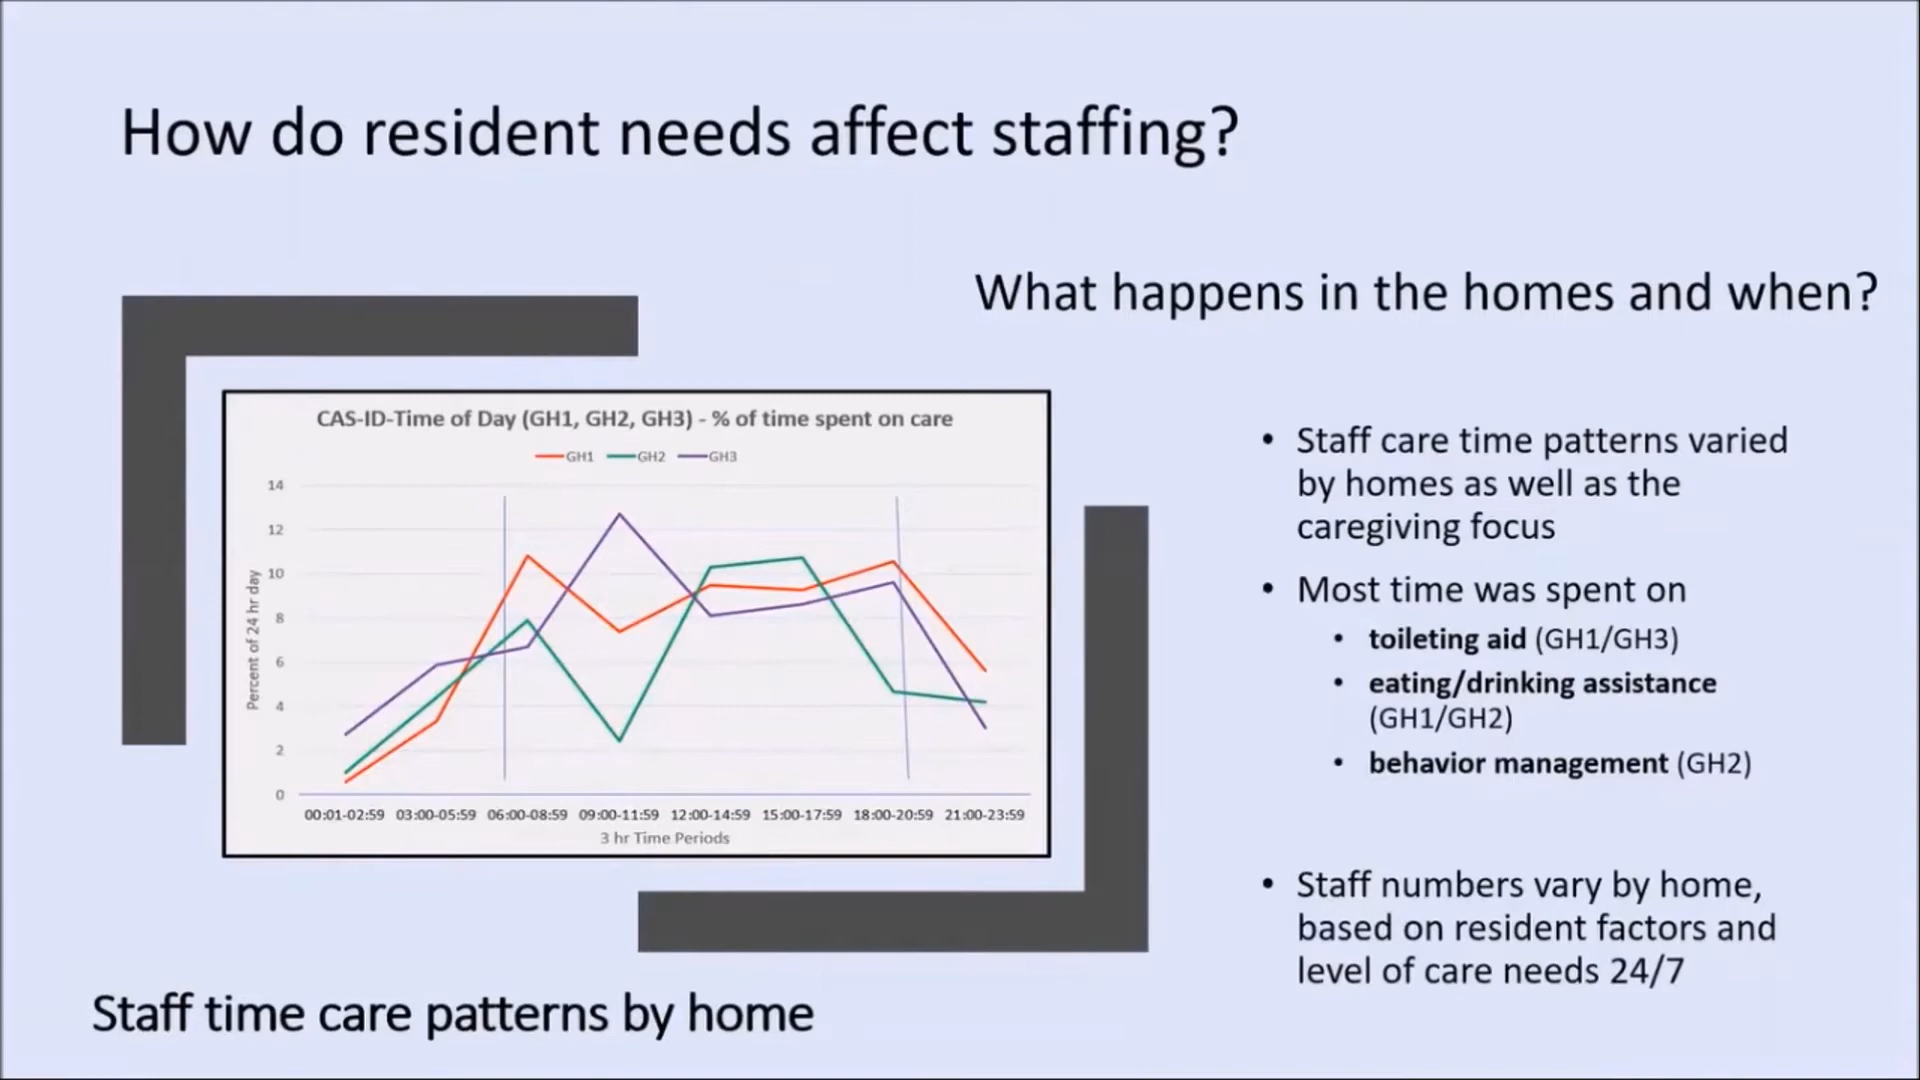 How do resident needs affect staffing?
What happens in the homes and when?
CAS-ID-Time of Day (GH1, GH2, GH3) - % of time spent on care
GH1 GH2 GH3
14
12
10
8
6
4
2
0
Percent of 24 hr day
00:01-02:59 03:00-05:59 06:00-08:59 09:00-11:59 12:00-14:59 15:00-17:59 18:00-20:59 21:00-23:59
3 hr Time Periods
• Staff care time patterns varied
by homes as well as the
caregiving focus
• Most time was spent on
• toileting aid (GH1/GH3)
• eating/drinking assistance
(GH1/GH2)
• behavior management (GH2)
• Staff numbers vary by home,
based on resident factors and
level of care needs 24/7
Staff time care patterns by home